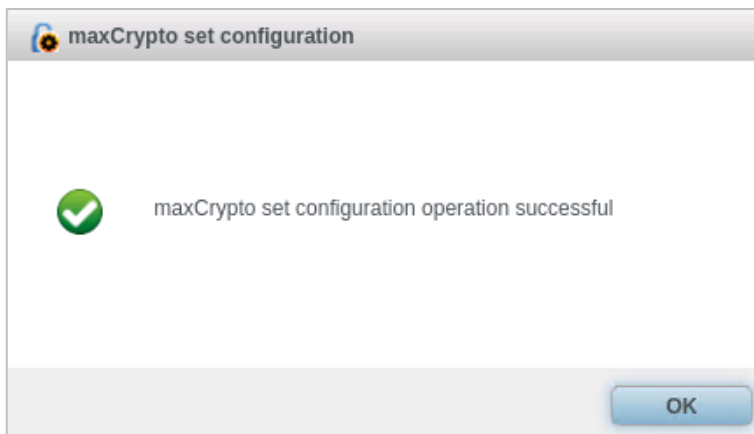 maxCrypto set configuration
maxCrypto set configuration operation successful
OK